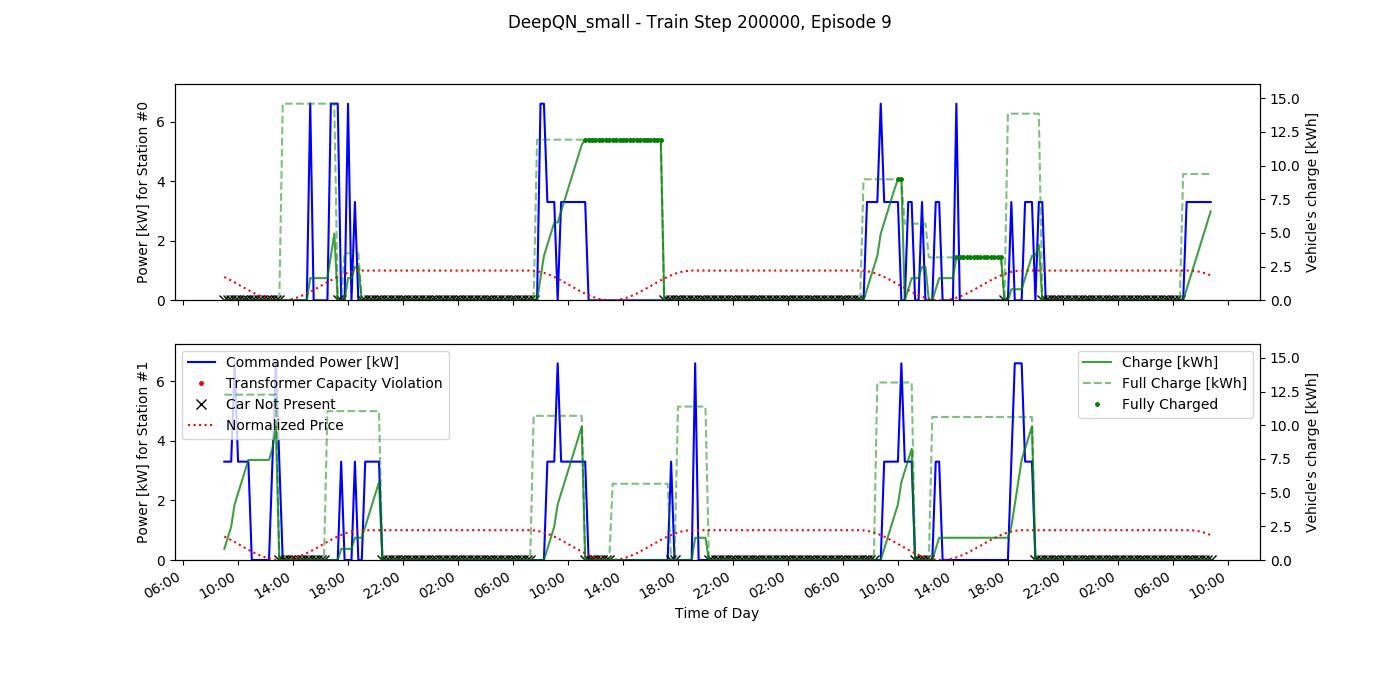 DeepQN_small - Train Step 200000, Episode 9
Power [kW] for Station #0
6
4
2
0
15.0
12.5
10.0
7.5
5.0
2.5
0.0
Vehicle's charge [kWh]
Power [kW] for Station #1
6
4
2
0
Commanded Power [kW]
Transformer Capacity Violation
Car Not Present
Normalized Price
Charge [kWh]
Full Charge [kWh]
Fully Charged
15.0
12.5
10.0
7.5
5.0
2.5
0.0
Vehicle's charge [kWh]
06:00 10:00 14:00 18:00 22:00 02:00 06:00 10:00 14:00 18:00 22:00 02:00 06:00 10:00 14:00 18:00 22:00 02:00 06:00 10:00
Time of Day